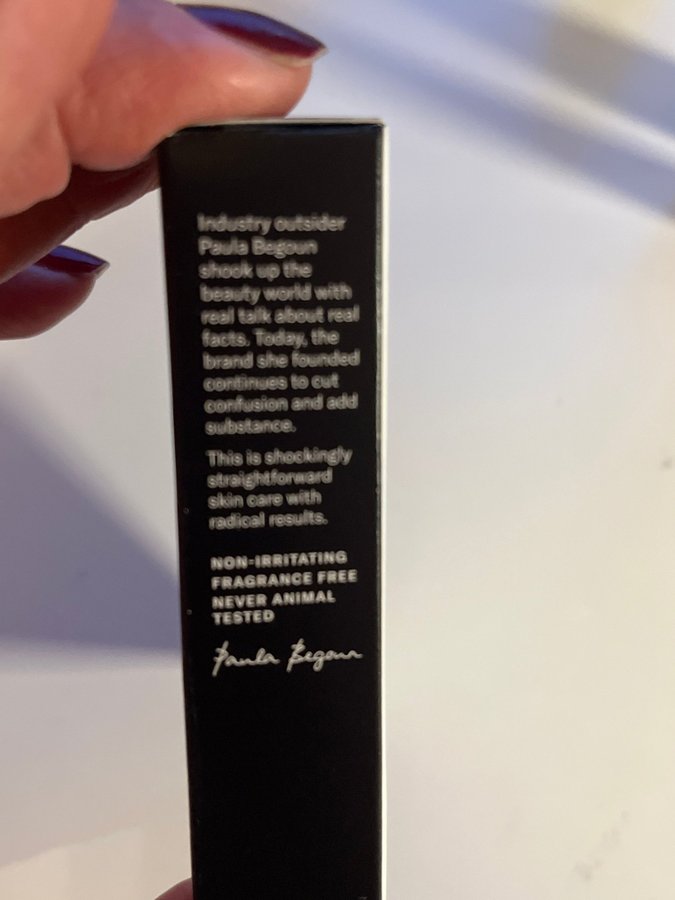 Industry outsider
Paula Begoun
shook up the
beauty world with
real talk about real
facts. Today, the
brand she founded
continues to cut
confusion and add
substance.
This is shockingly
straightforward
skin care with
radical results.
NON-IRRITATING
FRAGRANCE FREE
NEVER ANIMAL
TESTED
Paula Begoun